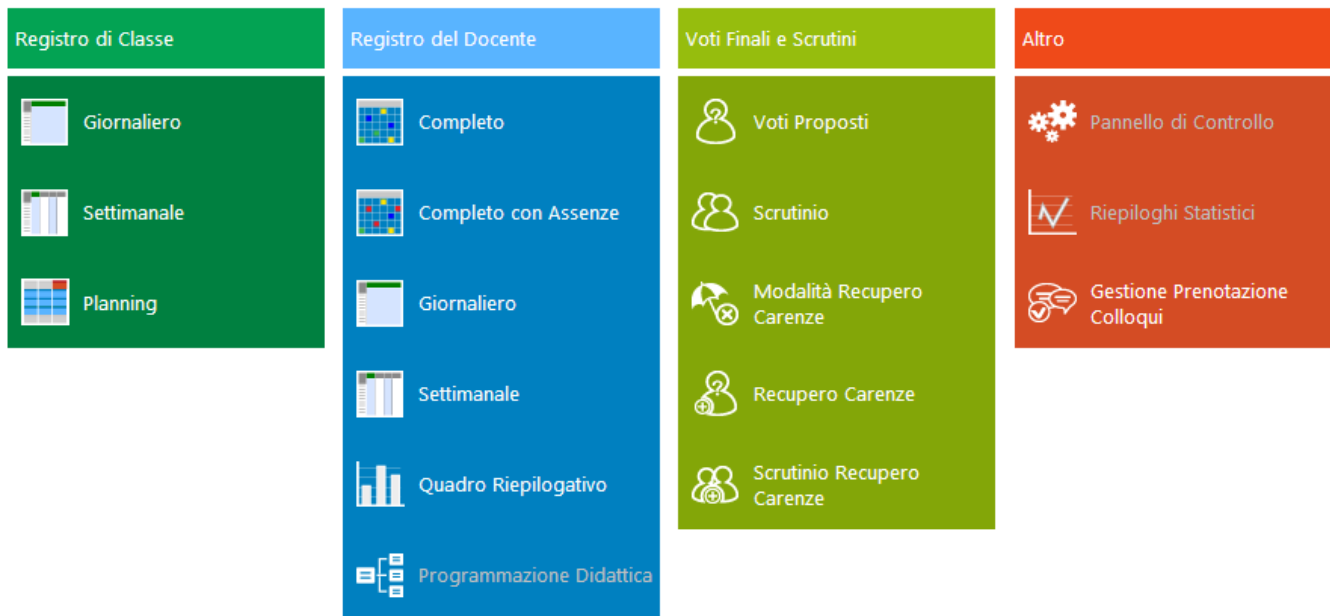 Registro di Classe
Giornaliero
Settimanale
Planning
Registro del Docente
Completo
Completo con Assenze
Giornaliero
Settimanale
Quadro Riepilogativo
Programmazione Didattica
Voti Finali e Scrutini
Voti Proposti
Scrutinio
Modalità Recupero
Carenze
Recupero Carenze
Scrutinio Recupero
Carenze
Altro
Pannello di Controllo
Riepiloghi Statistici
Gestione Prenotazione
Colloqui